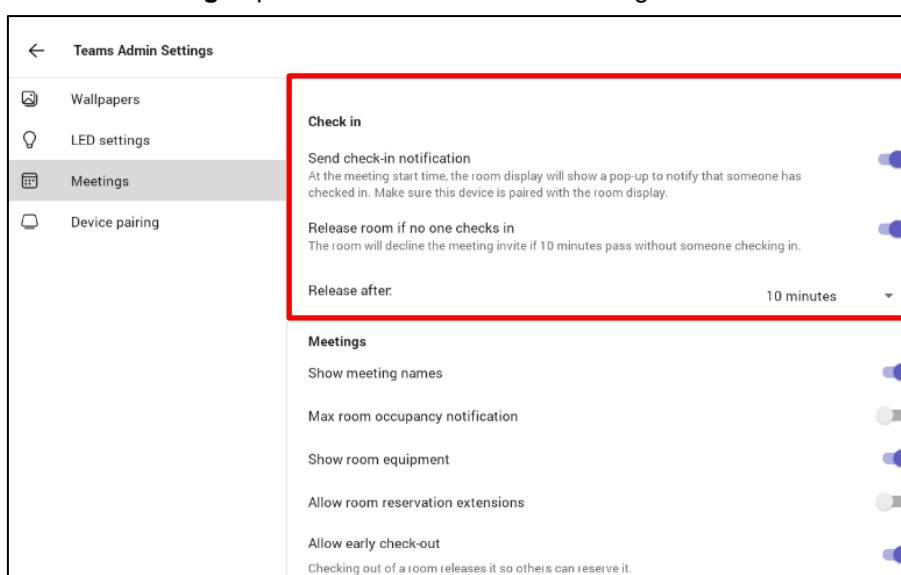 Teams Admin Settings
Wallpapers
LED settings
Meetings
Device pairing
Check in
Send check-in notification
At the meeting start time, the room display will show a pop-up to notify that someone has
checked in. Make sure this device is paired with the room display.
Release room if no one checks in
The room will decline the meeting invite if 10 minutes pass without someone checking in.
Release after:
10 minutes
Meetings
Show meeting names
Max room occupancy notification
Show room equipment
Allow room reservation extensions
Allow early check-out
Checking out of a room releases it so others can reserve it.